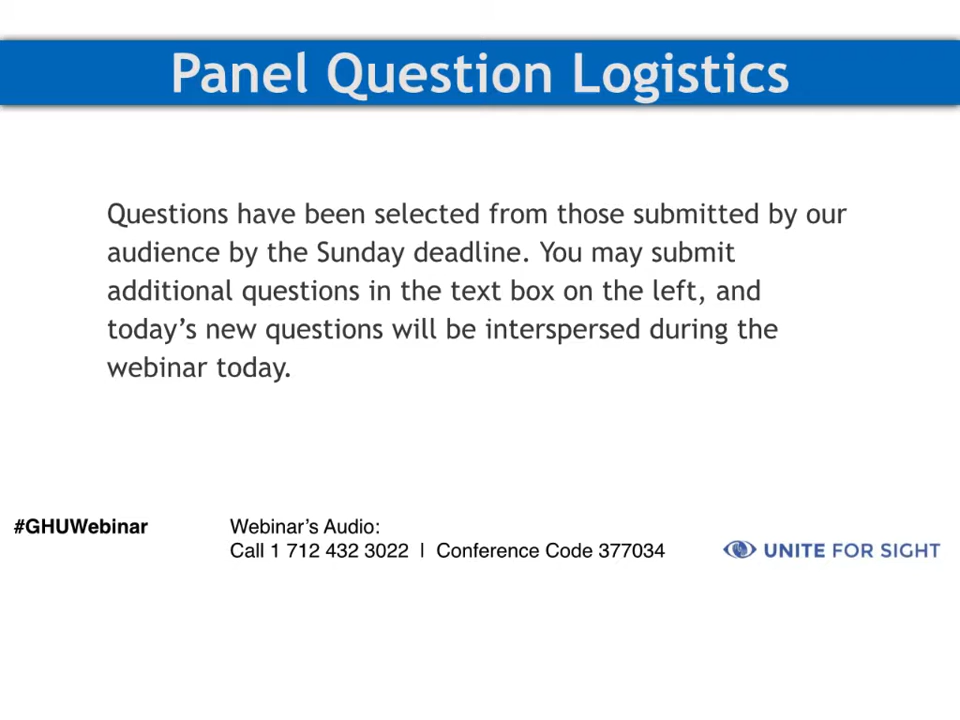 Panel Question Logistics
Questions have been selected from those submitted by our
audience by the Sunday deadline. You may submit
additional questions in the text box on the left, and
today’s new questions will be interspersed during the
webinar today.
#GHUWebinar
Webinar’s Audio:
Call 1 712 432 3022 | Conference Code 377034
UNITE FOR SIGHT